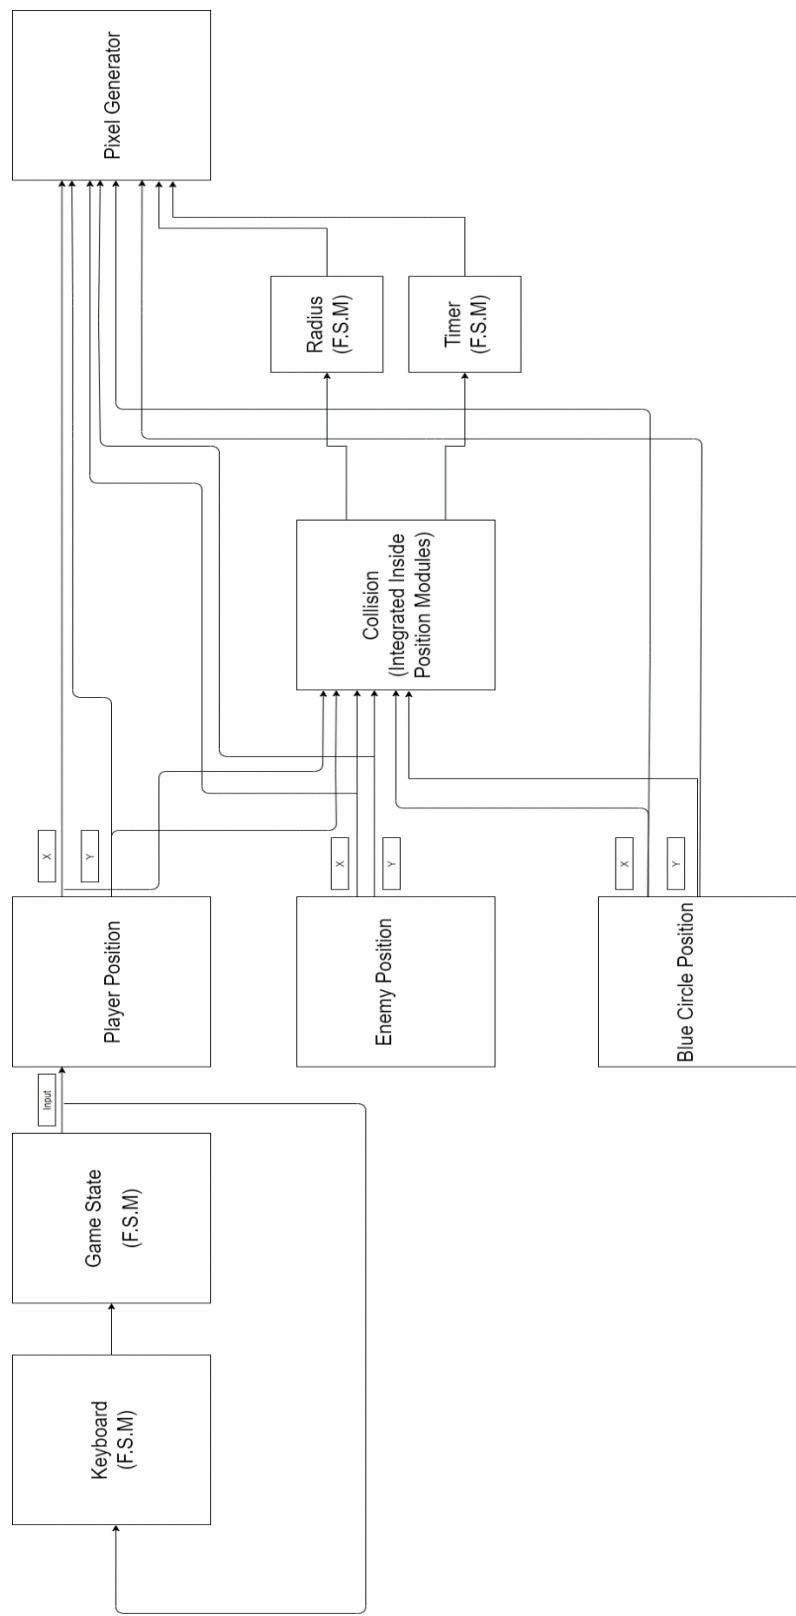 Keyboard
(F.S.M)
Game State
(F.S.M)
Input
Player Position
X
Y
Enemy Position
X
Y
Blue Circle Position
X
Y
Collision
(Integrated Inside
Position Modules)
Radius
(F.S.M)
Timer
(F.S.M)
Pixel Generator